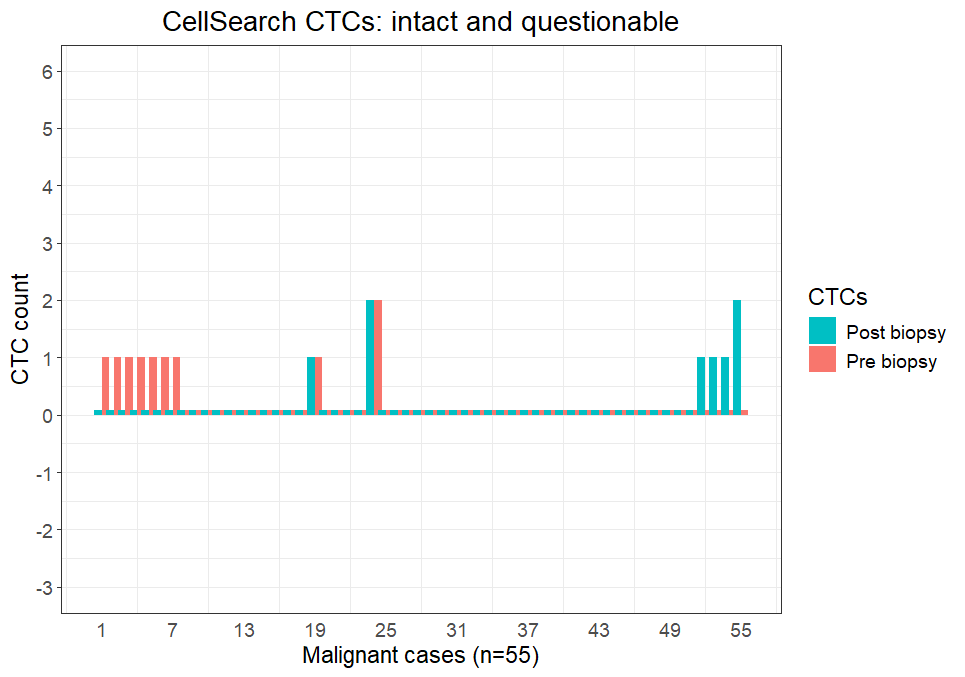 CellSearch CTCs: intact and questionable
6
5
4
3
2
1
0
-1
-2
-3
CTC count
1 7 13 19 25 31 37 43 49 55
Malignant cases (n=55)
CTCs
Post biopsy
Pre biopsy